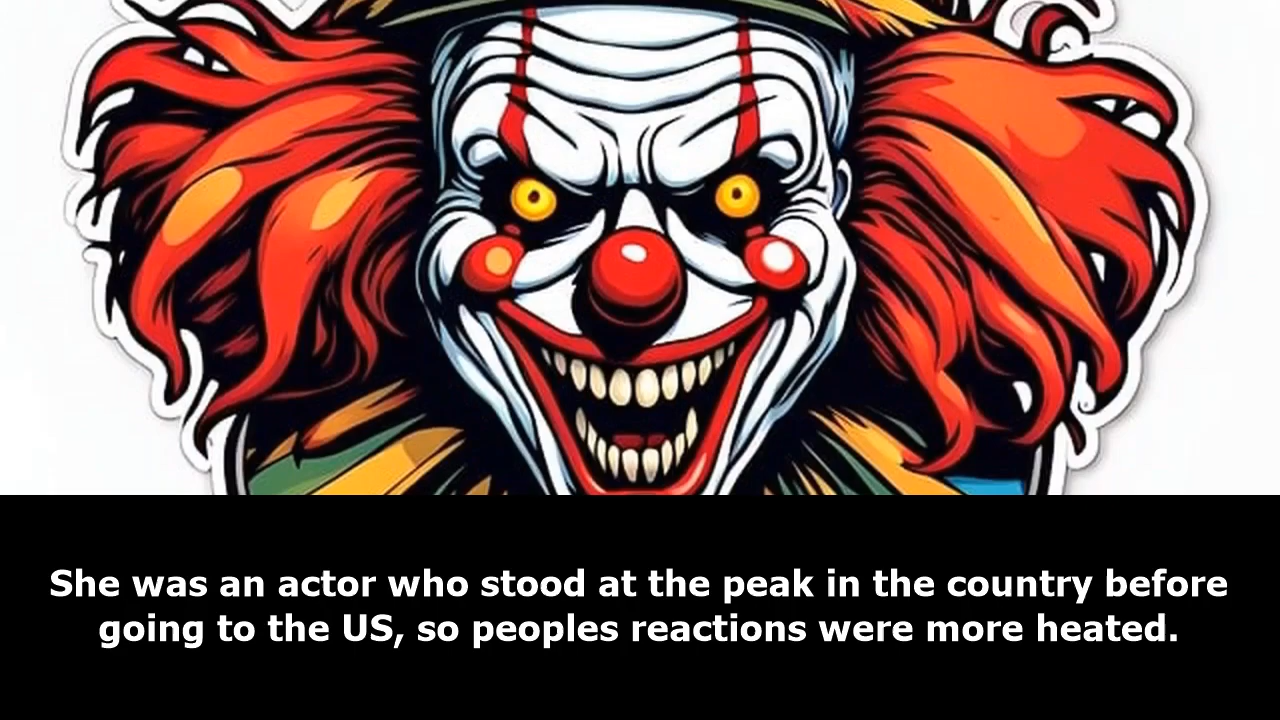 She was an actor who stood at the peak in the country before
going to the US, so peoples reactions were more heated.